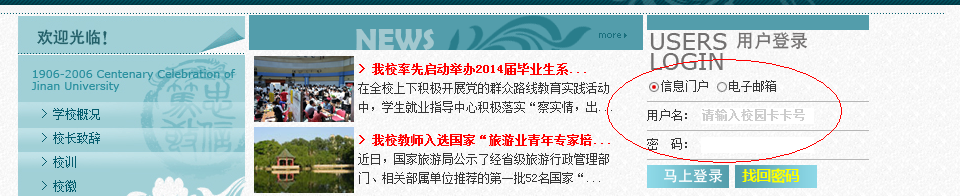 欢迎光临！
1906-2006 Centenary Celebration of
Jinan University
学校概况
校长致辞
校训
校徽
NEWS
more
我校率先启动举办2014届毕业生系...
在全校上下积极开展党的群众路线教育实践活动
中，学生就业指导中心积极落实“察实情，出...
我校教师入选国家“旅游业青年专家培...
近日，国家旅游局公示了经省级旅游行政管理部
门、相关部属单位推荐的第一批52名国家“...
USERS 用户登录
LOGIN
信息门户 电子邮箱
用户名： 请输入校园卡卡号
密 码：
马上登录 找回密码